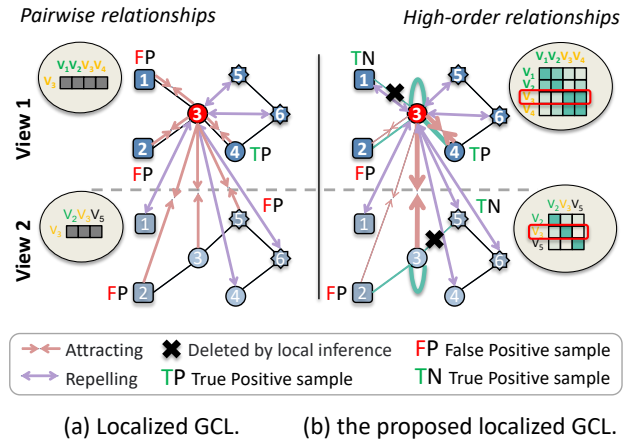 Pairwise relationships
High-order relationships
View 1
View 2
V1V2V3V4
V3
FP
1
5
3
6
2
4
FP
TP
V2V3V5
V3
FP
1
5
3
6
2
4
FP
TN
1
5
3
6
2
4
FP
TP
V1V2V3V4
V1
V2
V3
V4
TN
1
5
3
6
2
4
FP
V2V3V5
V2
V3
V5
Attracting
Deleted by local inference
FP False Positive sample
Repelling
TP True Positive sample
TN True Positive sample
(a) Localized GCL.
(b) the proposed localized GCL.